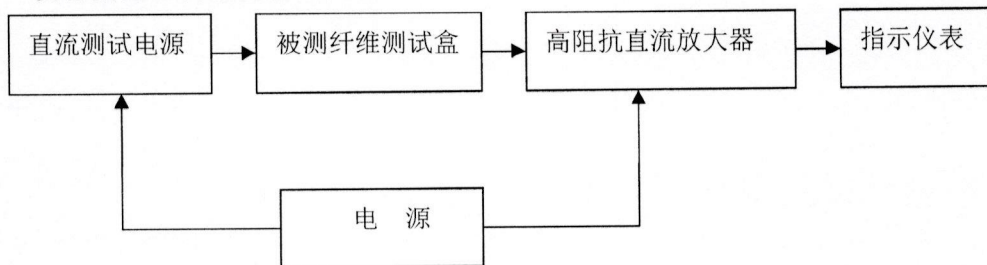 直流测试电源
被测纤维测试盒
高阻抗直流放大器
指示仪表
电 源